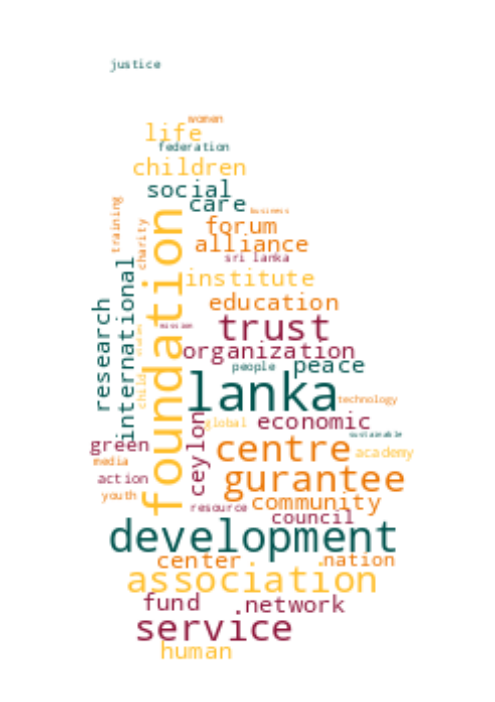 justice
women
life
federation
children
social
care
business
training
charity
forum
alliance
sri lanka
foundation
institute
international
education
research
mission
trust
organization
people
peace
child
lanka
technology
ceylon
global
economic
sustainable
green
centre
academy
media
action
gurantee
youth
community
resource
council
development
center
nation
association
fund
network
service
human